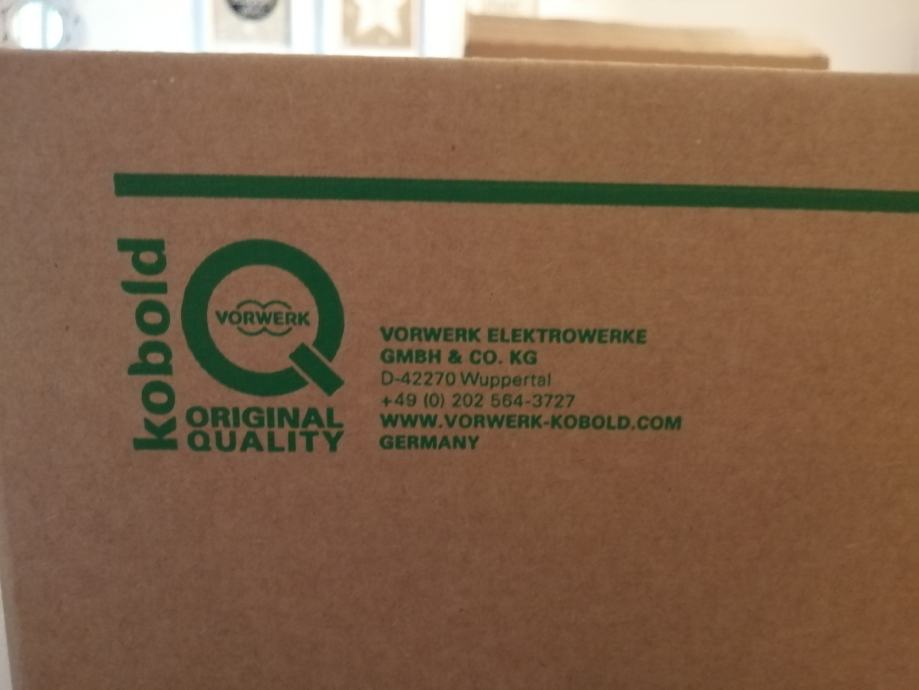 kobold
VORWERK
ORIGINAL
QUALITY
VORWERK ELEKTROWERKE
GMBH & CO. KG
D-42270 Wuppertal
+49 (0) 202 564-3727
WWW.VORWERK-KOBOLD.COM
GERMANY